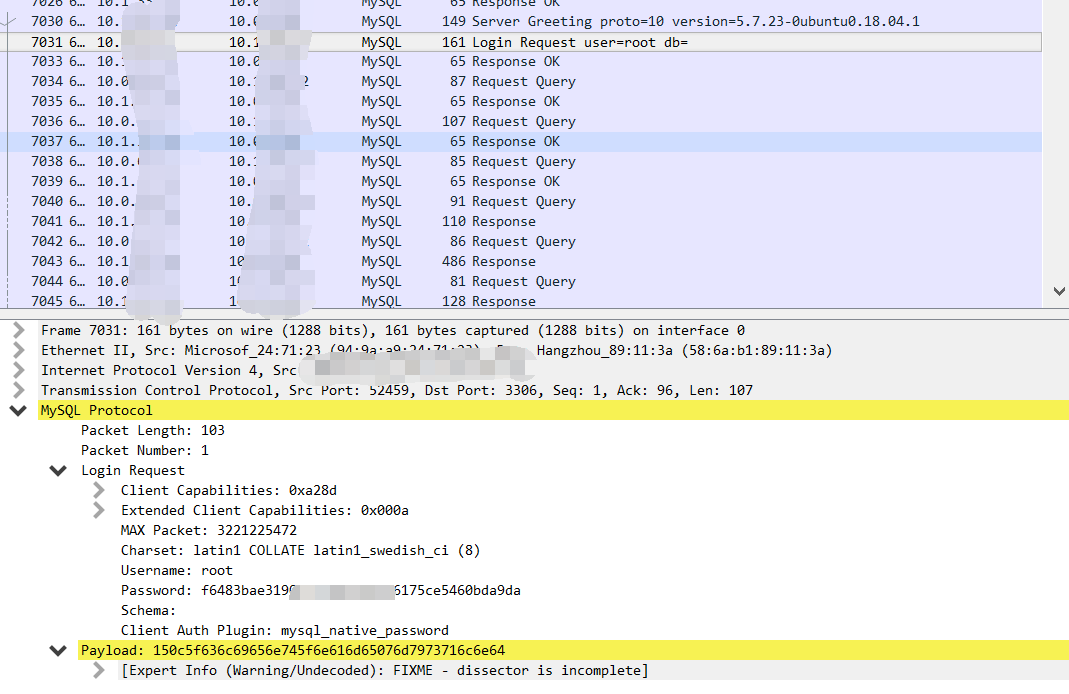 7026 6… 10.1 10.0 MySQL 65 Response OK
7030 6… 10. 10. MySQL 149 Server Greeting proto=10 version=5.7.23-0ubuntu0.18.04.1
7031 6… 10. 10.1 MySQL 161 Login Request user=root db=
7033 6… 10. 10.0 MySQL 65 Response OK
7034 6… 10.0 10. 2 MySQL 87 Request Query
7035 6… 10.1. 10. MySQL 65 Response OK
7036 6… 10.0. 10. MySQL 107 Request Query
7037 6… 10.1. 10. MySQL 65 Response OK
7038 6… 10.0. 10. MySQL 85 Request Query
7039 6… 10.1. 10. MySQL 65 Response OK
7040 6… 10.0. 10. MySQL 91 Request Query
7041 6… 10.1. 10. MySQL 110 Response
7042 6… 10.0 10 MySQL 86 Request Query
7043 6… 10.1 10 MySQL 486 Response
7044 6… 10.0 10 MySQL 81 Request Query
7045 6… 10.1 10. MySQL 128 Response
Frame 7031: 161 bytes on wire (1288 bits), 161 bytes captured (1288 bits) on interface 0
Ethernet II, Src: Microsof_24:71:23 (94:9a:a9:24:71:23), Hangzhou_89:11:3a (58:6a:b1:89:11:3a)
Internet Protocol Version 4, Src
Transmission Control Protocol, Src Port: 52459, Dst Port: 3306, Seq: 1, Ack: 96, Len: 107
MySQL Protocol
Packet Length: 103
Packet Number: 1
Login Request
Client Capabilities: 0xa28d
Extended Client Capabilities: 0x000a
MAX Packet: 3221225472
Charset: latin1 COLLATE latin1_swedish_ci (8)
Username: root
Password: f6483bae319 6175ce5460bda9da
Schema:
Client Auth Plugin: mysql_native_password
Payload: 150c5f636c69656e745f6e616d65076d7973716c6e64
[Expert Info (Warning/Undecoded): FIXME - dissector is incomplete]